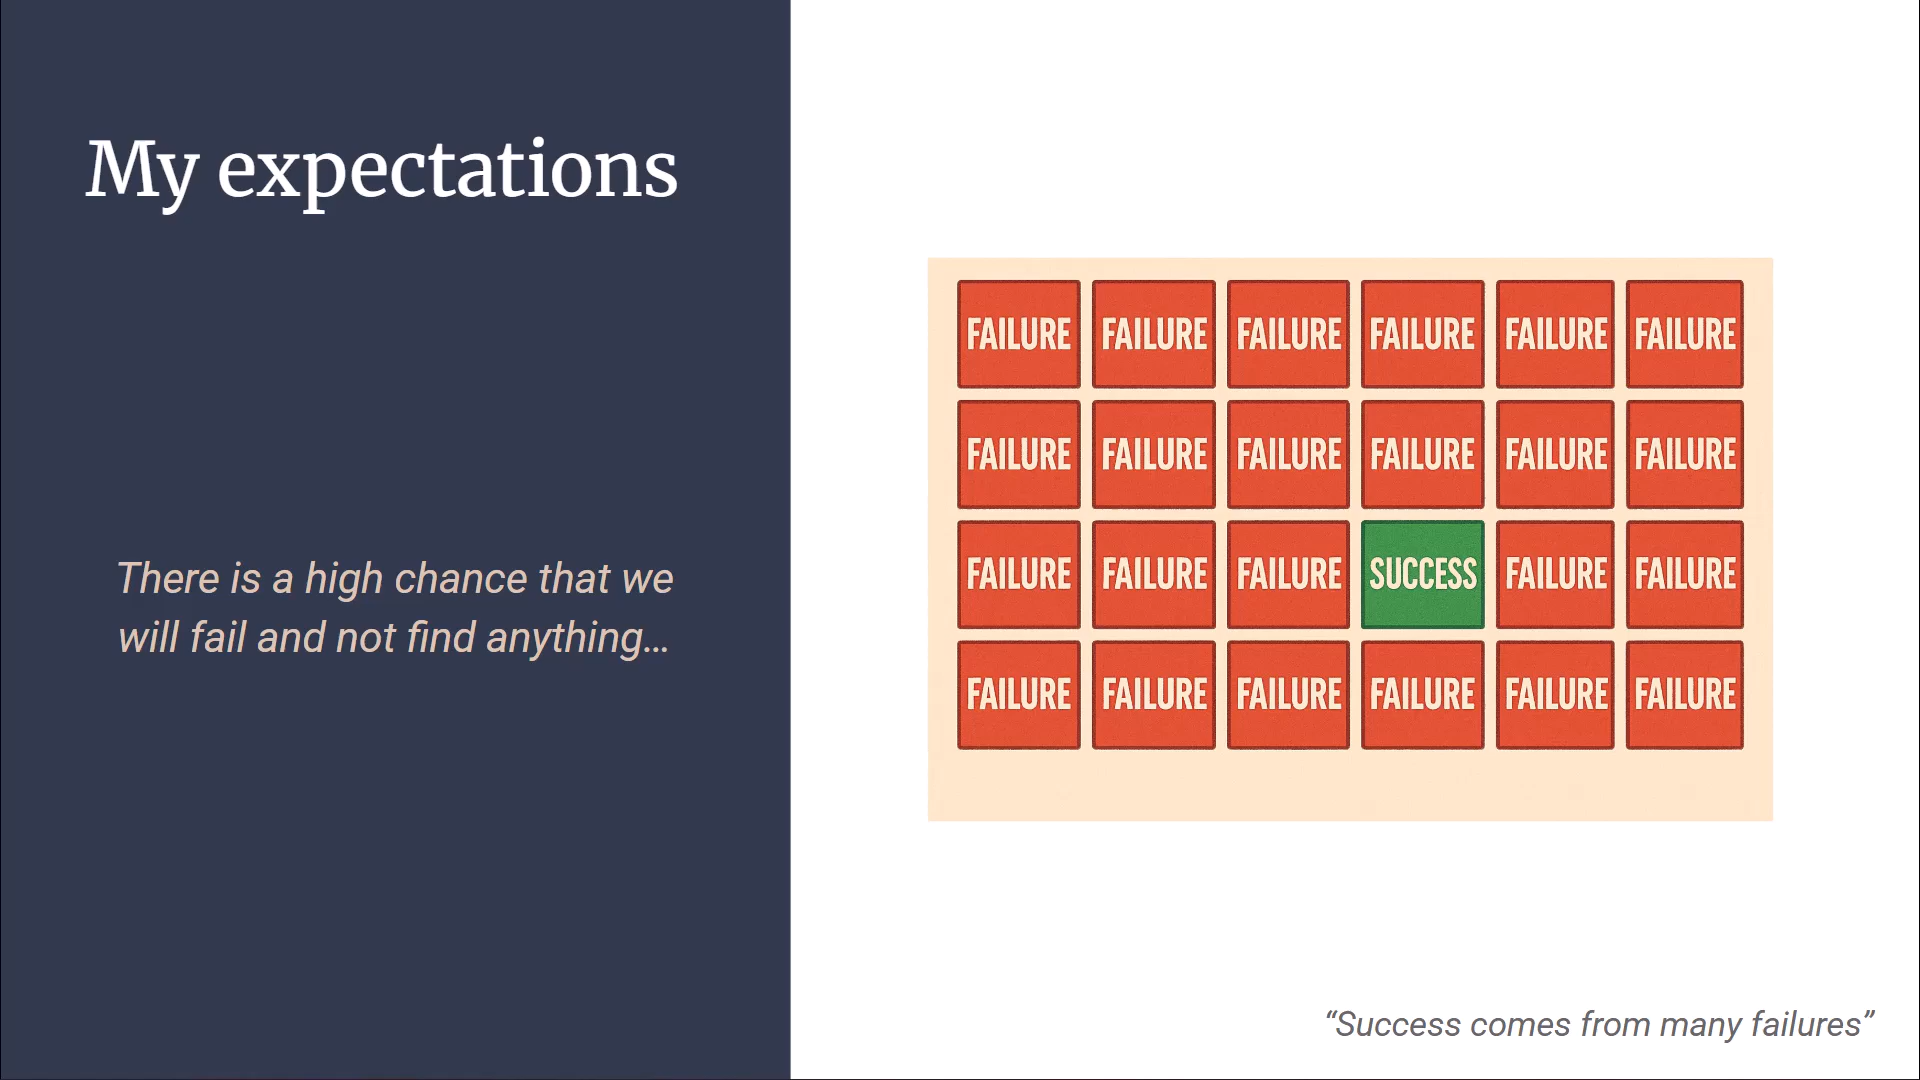 My expectations
There is a high chance that we
will fail and not find anything...
FAILURE FAILURE FAILURE FAILURE FAILURE FAILURE
FAILURE FAILURE FAILURE FAILURE FAILURE FAILURE
FAILURE FAILURE FAILURE SUCCESS FAILURE FAILURE
FAILURE FAILURE FAILURE FAILURE FAILURE FAILURE
“Success comes from many failures”